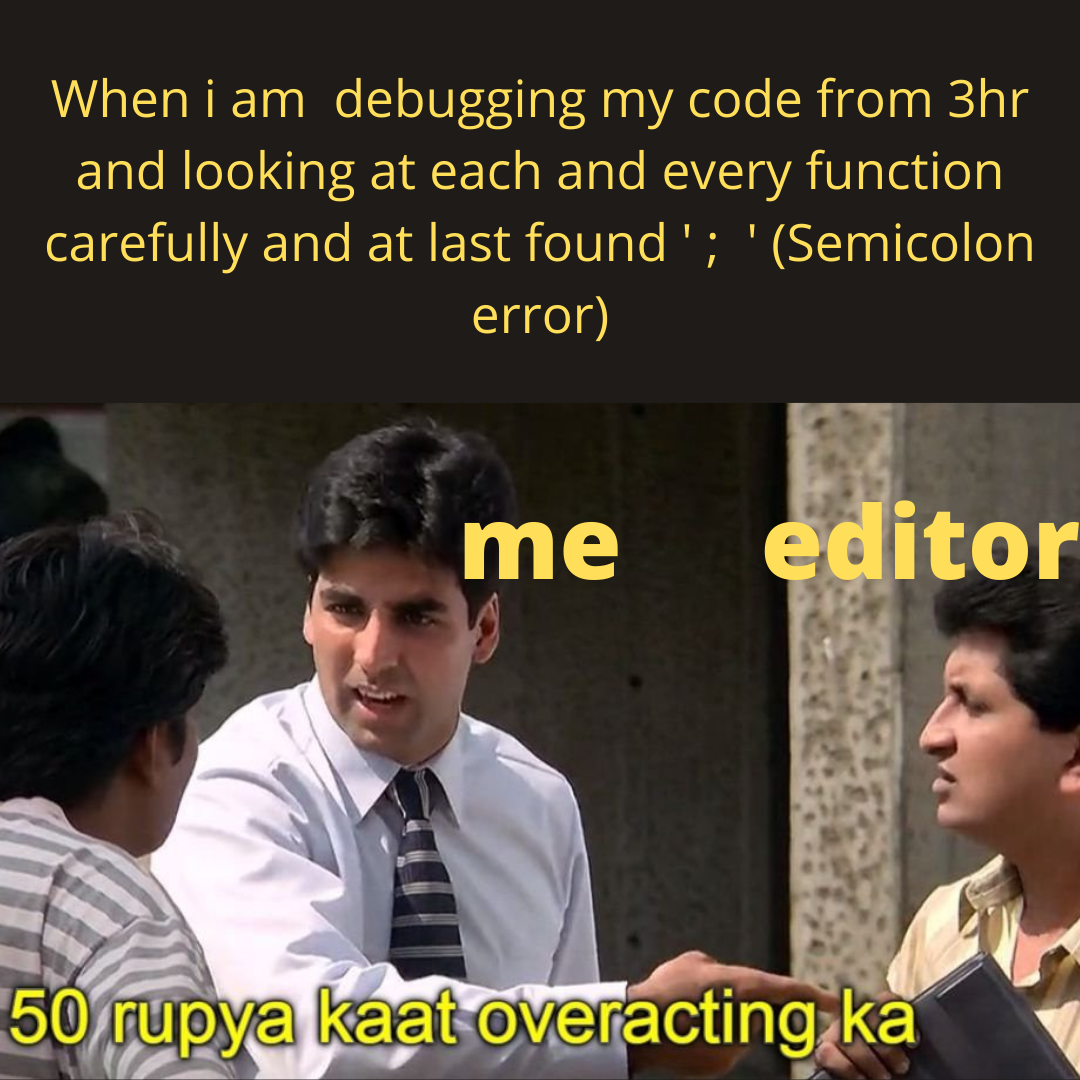 When i am  debugging my code from 3hr
and looking at each and every function
carefully and at last found ' ;  ' (Semicolon
error)
me editor
50 rupya kaat overacting ka